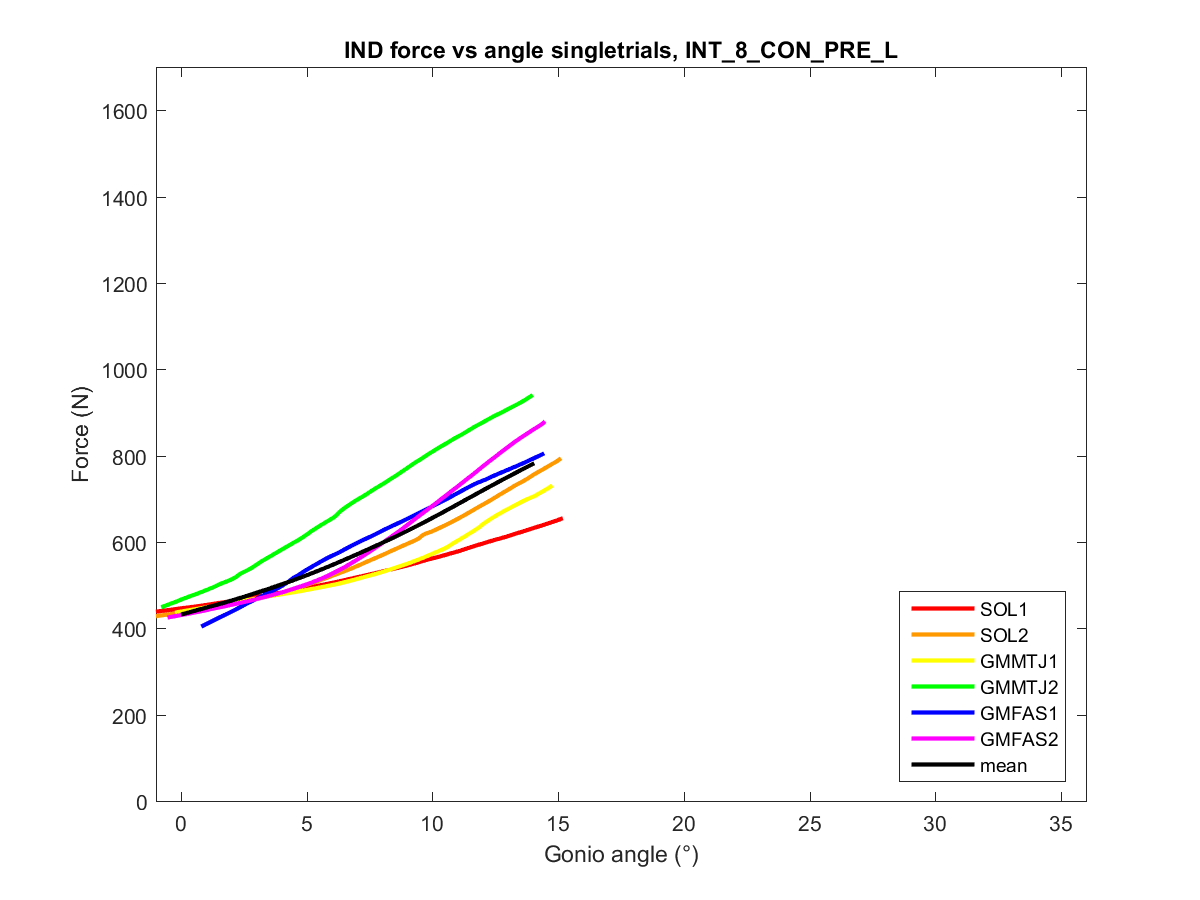 IND force vs angle singletrials, INT_8_CON_PRE_L
1600
1400
1200
1000
800
600
400
200
0
Force (N)
0 5 10 15 20 25 30 35
Gonio angle (°)
SOL1
SOL2
GMMTJ1
GMMTJ2
GMFAS1
GMFAS2
mean